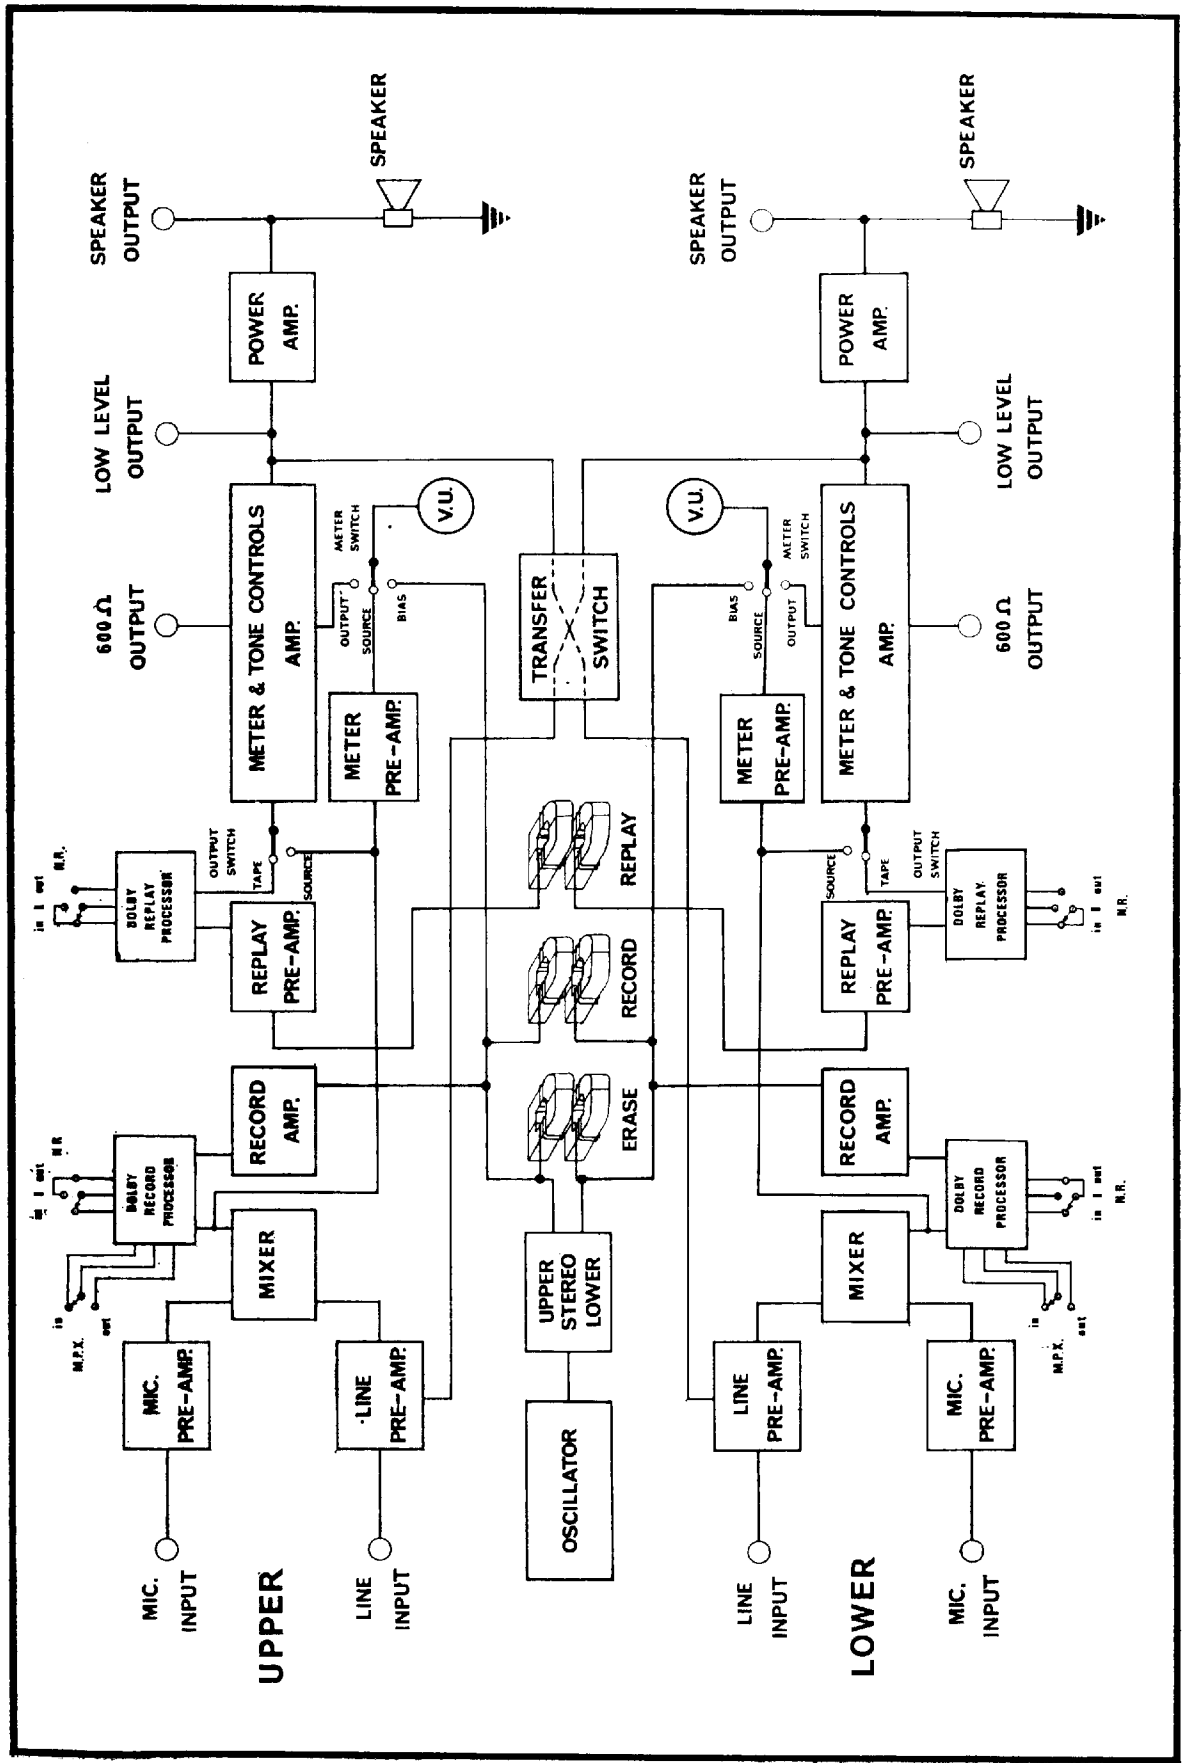 UPPER
MIC.
INPUT
MIC.
PRE-AMP.
LINE
INPUT
LINE
PRE-AMP.
MIXER
in
out
M.P.X.
DOLBY
RECORD
PROCESSOR
in
out
N.R.
RECORD
AMP.
REPLAY
PRE-AMP.
DOLBY
REPLAY
PROCESSOR
in
out
N.R.
OUTPUT
SWITCH
TAPE
SOURCE
METER & TONE CONTROLS
AMP.
600Ω
OUTPUT
METER
PRE-AMP.
OUTPUT
SOURCE
BIAS
METER
SWITCH
V.U.
LOW LEVEL
OUTPUT
POWER
AMP.
SPEAKER
OUTPUT
SPEAKER
OSCILLATOR
UPPER
STEREO
LOWER
ERASE
RECORD
REPLAY
TRANSFER
SWITCH
LOWER
LINE
INPUT
LINE
PRE-AMP.
MIC.
INPUT
MIC.
PRE-AMP.
MIXER
in
out
M.P.X.
DOLBY
RECORD
PROCESSOR
in
out
N.R.
RECORD
AMP.
REPLAY
PRE-AMP.
DOLBY
REPLAY
PROCESSOR
in
out
N.R.
SOURCE
TAPE
OUTPUT
SWITCH
METER
PRE-AMP.
BIAS
SOURCE
OUTPUT
METER
SWITCH
V.U.
METER & TONE CONTROLS
AMP.
600Ω
OUTPUT
LOW LEVEL
OUTPUT
POWER
AMP.
SPEAKER
OUTPUT
SPEAKER